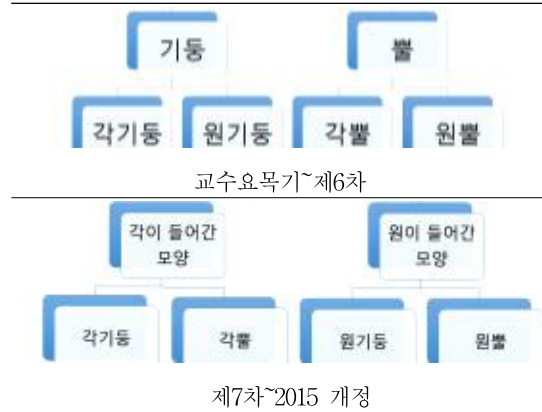 기둥 뿔
각기둥 원기둥 각뿔 원뿔
교수요목기~제6차
각이 들어간 원이 들어간
모양 모양
각기둥 각뿔 원기둥 원뿔
제7차~2015 개정